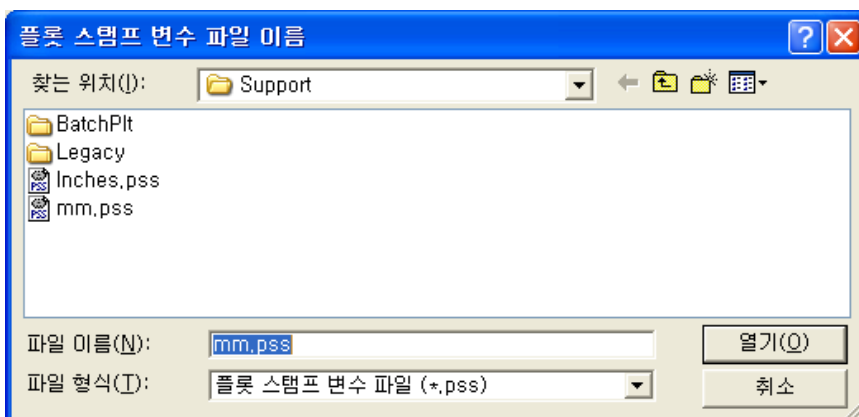 플롯 스탬프 변수 파일 이름
찾는 위치(I): Support
BatchPlt
Legacy
Inches.pss
mm.pss
파일 이름(N): mm.pss 열기(O)
파일 형식(T): 플롯 스탬프 변수 파일 (*.pss) 취소